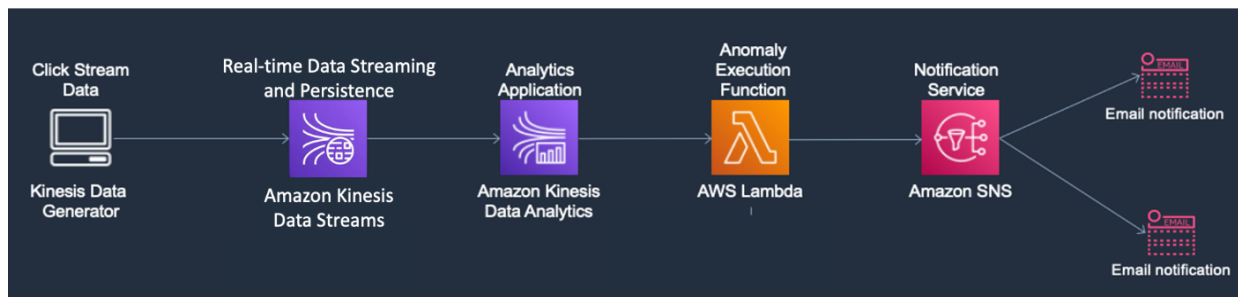 Click Stream
Data
Kinesis Data
Generator
Real-time Data Streaming
and Persistence
Amazon Kinesis
Data Streams
Analytics
Application
Amazon Kinesis
Data Analytics
Anomaly
Execution
Function
AWS Lambda
Notification
Service
Amazon SNS
EMAIL
Email notification
EMAIL
Email notification